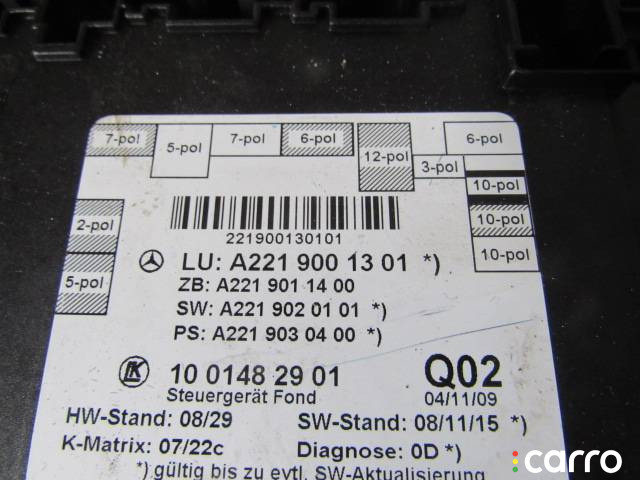 7-pol 5-pol 7-pol 6-pol 12-pol 3-pol 6-pol
10-pol
2-pol 10-pol
5-pol 10-pol
221900130101
LU: A221 900 13 01 *)
ZB: A221 901 14 00
SW: A221 902 01 01 *)
PS: A221 903 04 00 *)
LK 10 0148 29 01 Q02
Steuergerät Fond 04/11/09
HW-Stand: 08/29 SW-Stand: 08/11/15 *)
K-Matrix: 07/22c Diagnose: 0D *)
*) gültig bis zu evtl. SW-Aktualisierung
carro